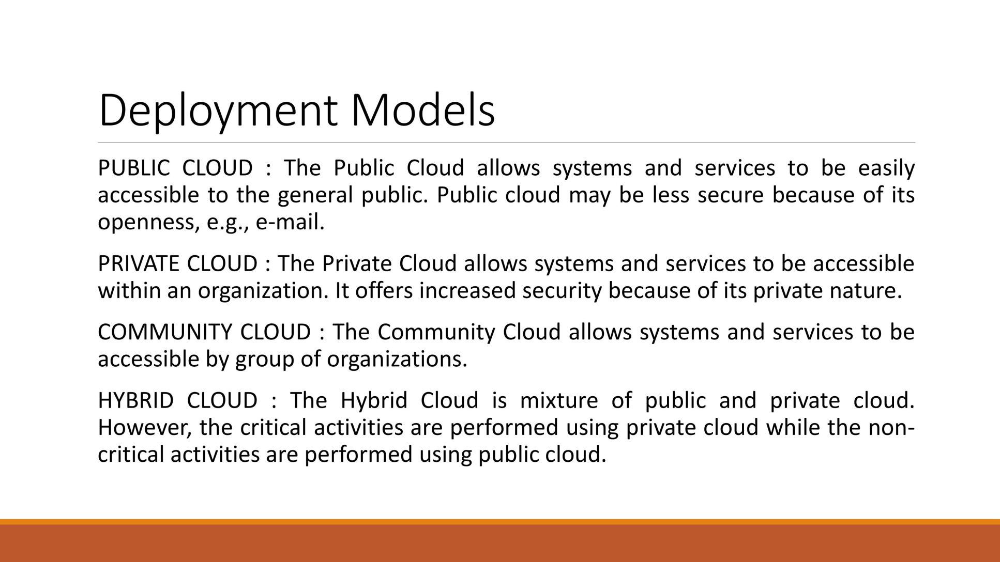 Deployment Models
PUBLIC CLOUD : The Public Cloud allows systems and services to be easily
accessible to the general public. Public cloud may be less secure because of its
openness, e.g., e-mail.
PRIVATE CLOUD : The Private Cloud allows systems and services to be accessible
within an organization. It offers increased security because of its private nature.
COMMUNITY CLOUD : The Community Cloud allows systems and services to be
accessible by group of organizations.
HYBRID CLOUD : The Hybrid Cloud is mixture of public and private cloud.
However, the critical activities are performed using private cloud while the non-
critical activities are performed using public cloud.